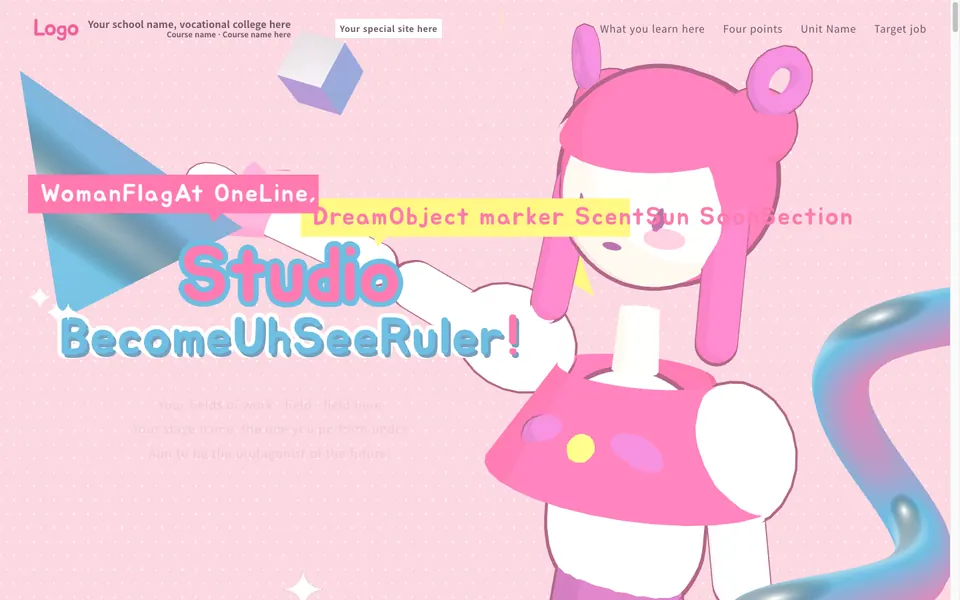 Logo
Your school name, vocational college here
Course name · Course name here
Your special site here
What you learn here
Four points
Unit Name
Target job
WomanFlagAt OneLine,
DreamObject marker ScentSun SoonSection
Studio
BecomeUhSeeRuler!
Your fields of work · field · field here
Your stage name, the one you perform under
Aim to be the protagonist of the future